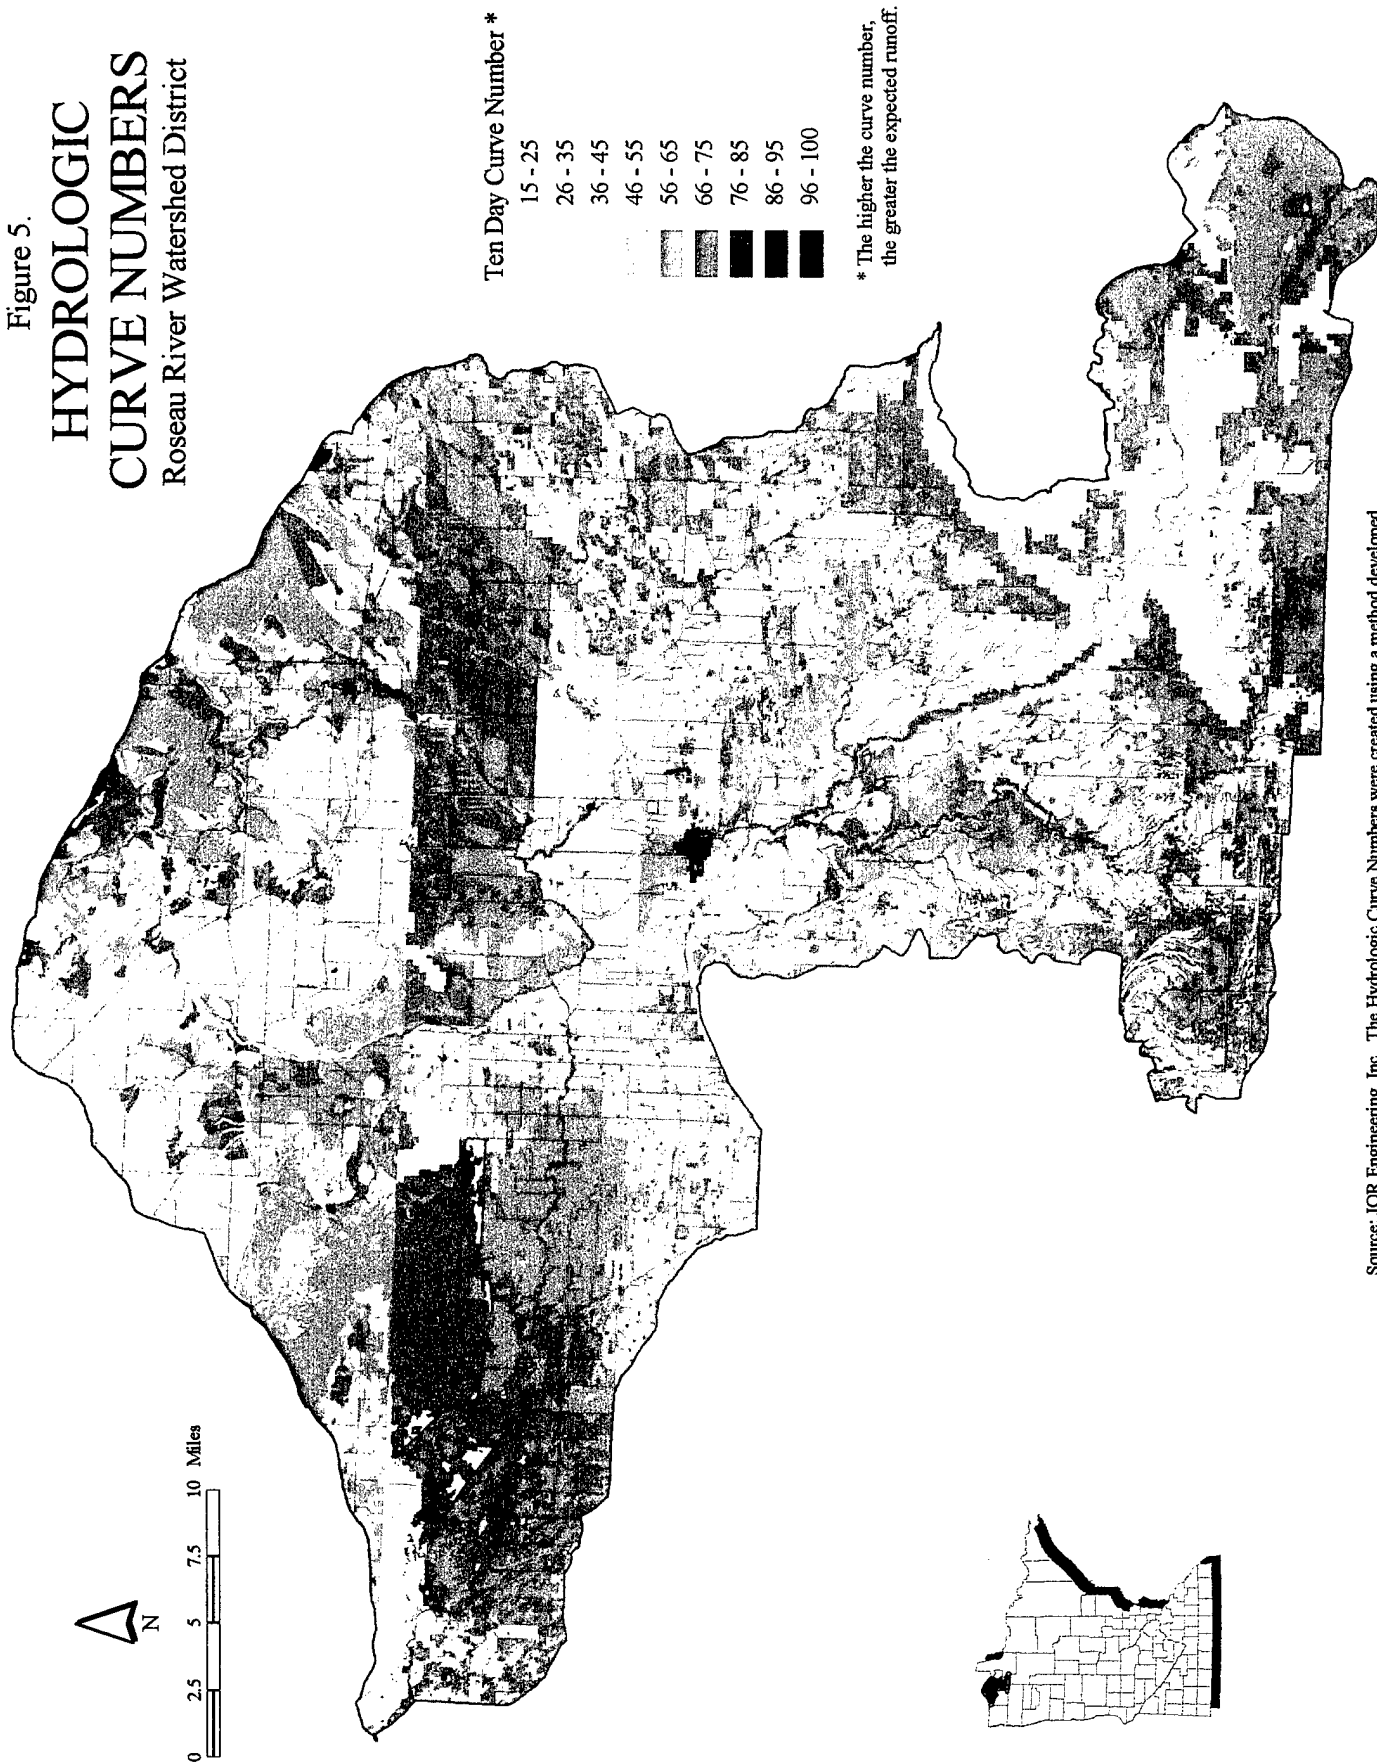 Figure 5.
HYDROLOGIC
CURVE NUMBERS
Roseau River Watershed District
Ten Day Curve Number *
15 - 25
26 - 35
36 - 45
46 - 55
56 - 65
66 - 75
76 - 85
86 - 95
96 - 100
* The higher the curve number,
the greater the expected runoff.
N
0 2.5 5 7.5 10 Miles
Source: JOR Engineering, Inc. The Hydrologic Curve Numbers were created using a method developed